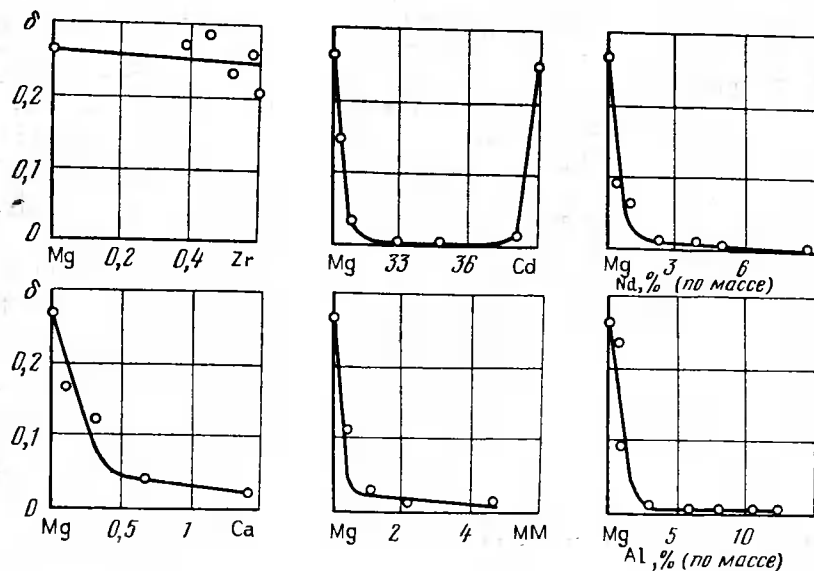 δ
0,2
0,1
0
Mg 0,2 0,4 Zr
Mg 33 36 Cd
Mg 3 6
Nd,% (по массе)
δ
0,2
0,1
0
Mg 0,5 1 Ca
Mg 2 4 MM
Mg 5 10
Al,% (по массе)